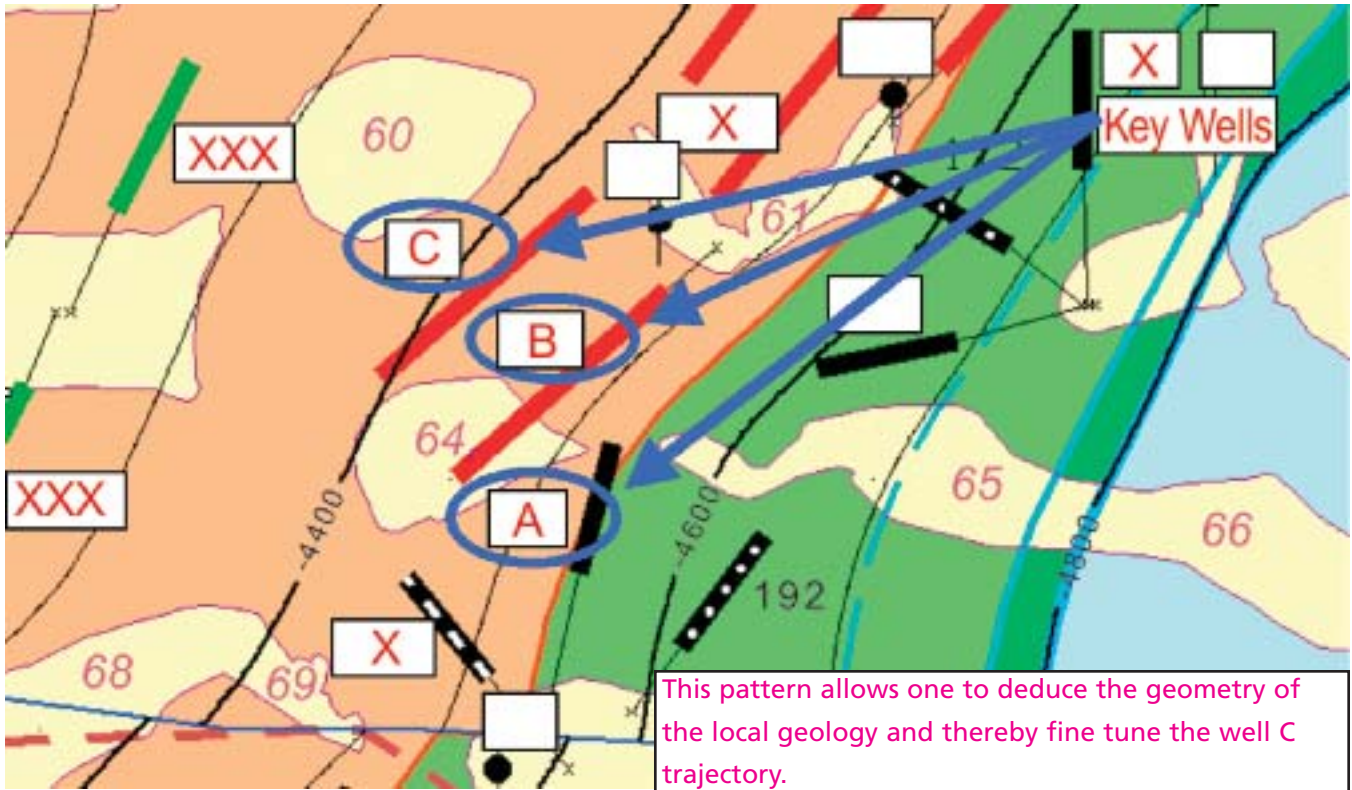 X
Key Wells
60
XXX
X
61
C
B
64
65
XXX
A
66
-4400
-4600
-4800
192
X
68
69
This pattern allows one to deduce the geometry of
the local geology and thereby fine tune the well C
trajectory.